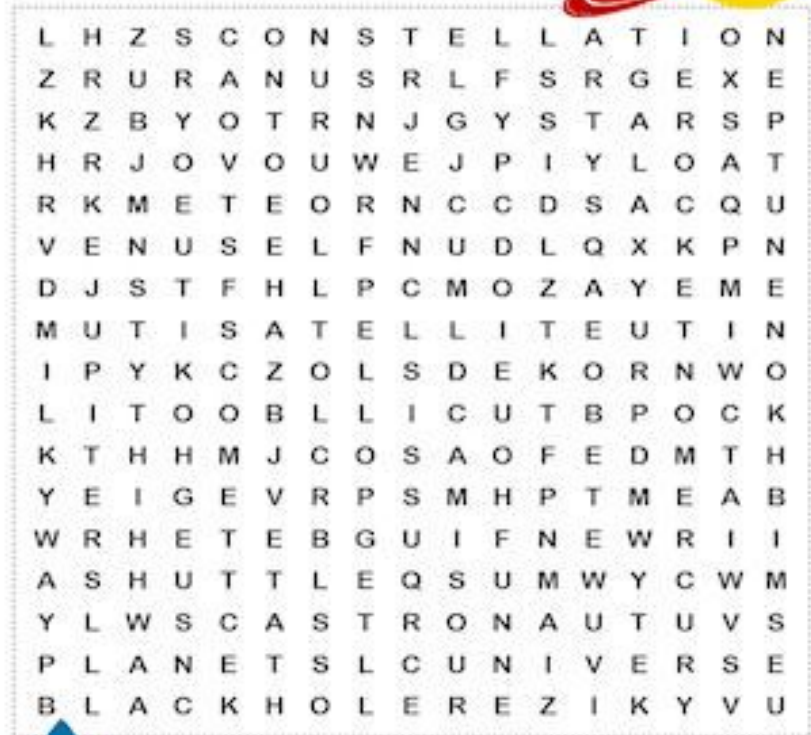 L H Z S C O N S T E L L A T I O N
Z R U R A N U S R L F S R G E X E
K Z B Y O T R N J G Y S T A R S P
H R J O V O U W E J P I Y L O A T
R K M E T E O R N C C D S A C Q U
V E N U S E L F N U D L Q X K P N
D J S T F H L P C M O Z A Y E M E
M U T I S A T E L L I T E U T I N
I P Y K C Z O L S D E K O R N W O
L I T O O B L L I C U T B P O C K
K T H H M J C O S A O F E D M T H
Y E I G E V R P S M H P T M E A B
W R H E T E B G U I F N E W R I I
A S H U T T L E Q S U M W Y C W M
Y L W S C A S T R O N A U T U V S
P L A N E T S L C U N I V E R S E
B L A C K H O L E R E Z I K Y V U